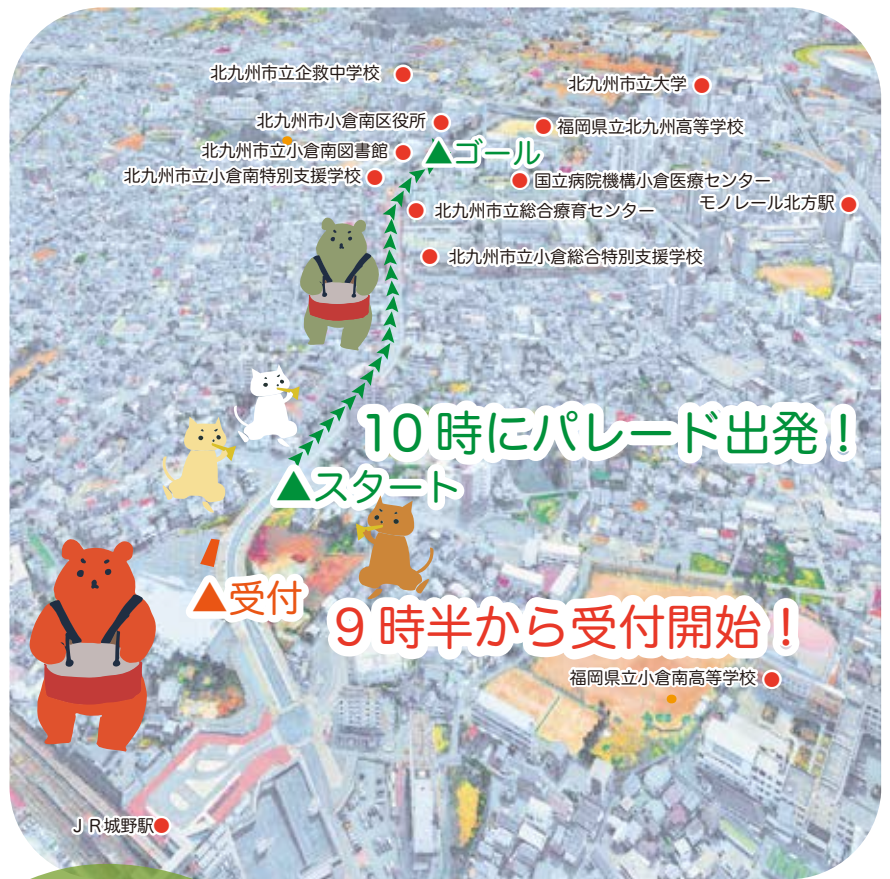 北九州市立企救中学校
北九州市立大学
北九州市小倉南区役所
福岡県立北九州高等学校
北九州市立小倉南図書館
▲ゴール
北九州市立小倉南特別支援学校
国立病院機構小倉医療センター
モノレール北方駅
北九州市立総合療育センター
北九州市立小倉総合特別支援学校
10時にパレード出発！
▲スタート
▲受付
9時半から受付開始！
福岡県立小倉南高等学校
ＪＲ城野駅